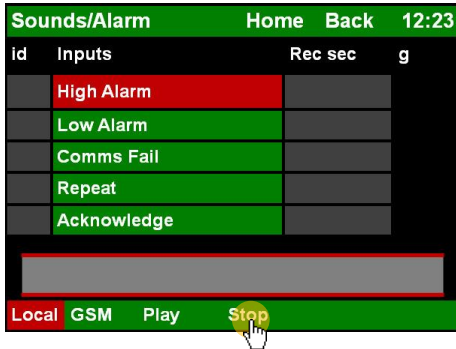 Sounds/Alarm Home Back 12:23
id Inputs Rec sec g
High Alarm
Low Alarm
Comms Fail
Repeat
Acknowledge
Local GSM Play Stop